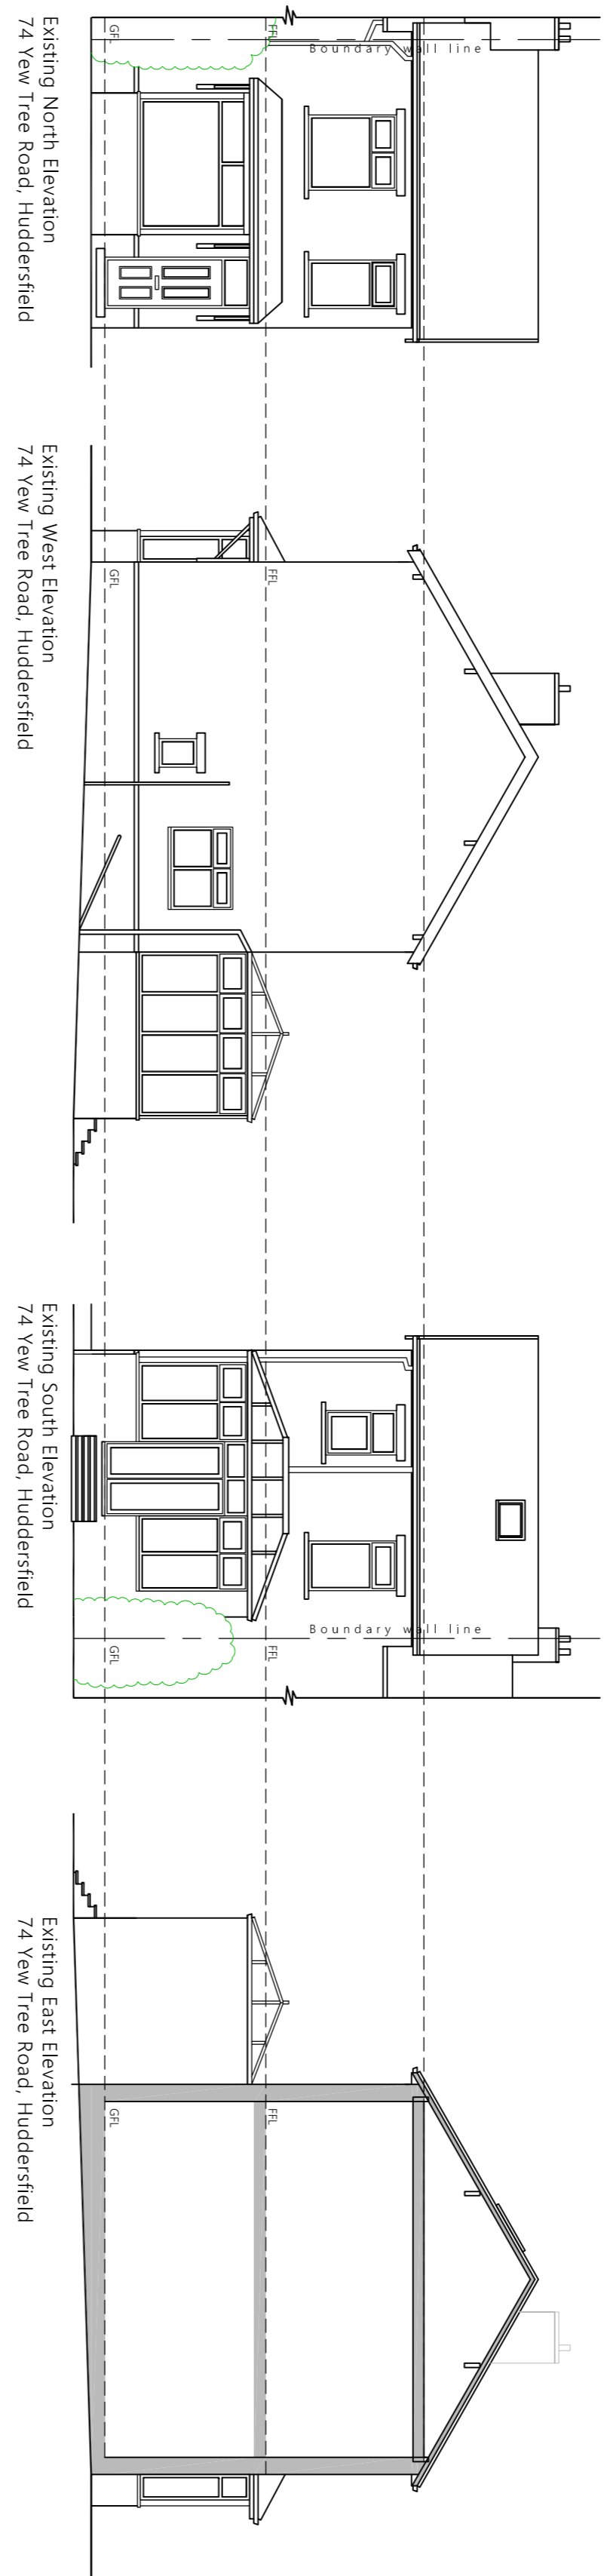 GFL
FFL
Boundary wall line
Existing North Elevation
74 Yew Tree Road, Huddersfield
GFL
FFL
Existing West Elevation
74 Yew Tree Road, Huddersfield
GFL
FFL
Boundary wall line
Existing South Elevation
74 Yew Tree Road, Huddersfield
GFL
FFL
Existing East Elevation
74 Yew Tree Road, Huddersfield